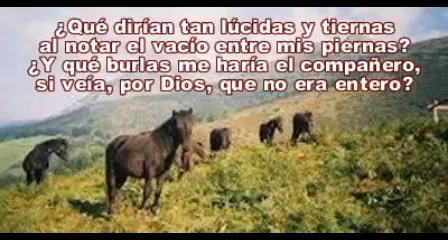 ¿Qué dirían tan lúcidas y tiernas
al notar el vacío entre mis piernas?
¿Y qué burlas me haría el compañero,
si veía, por Dios, que no era entero?